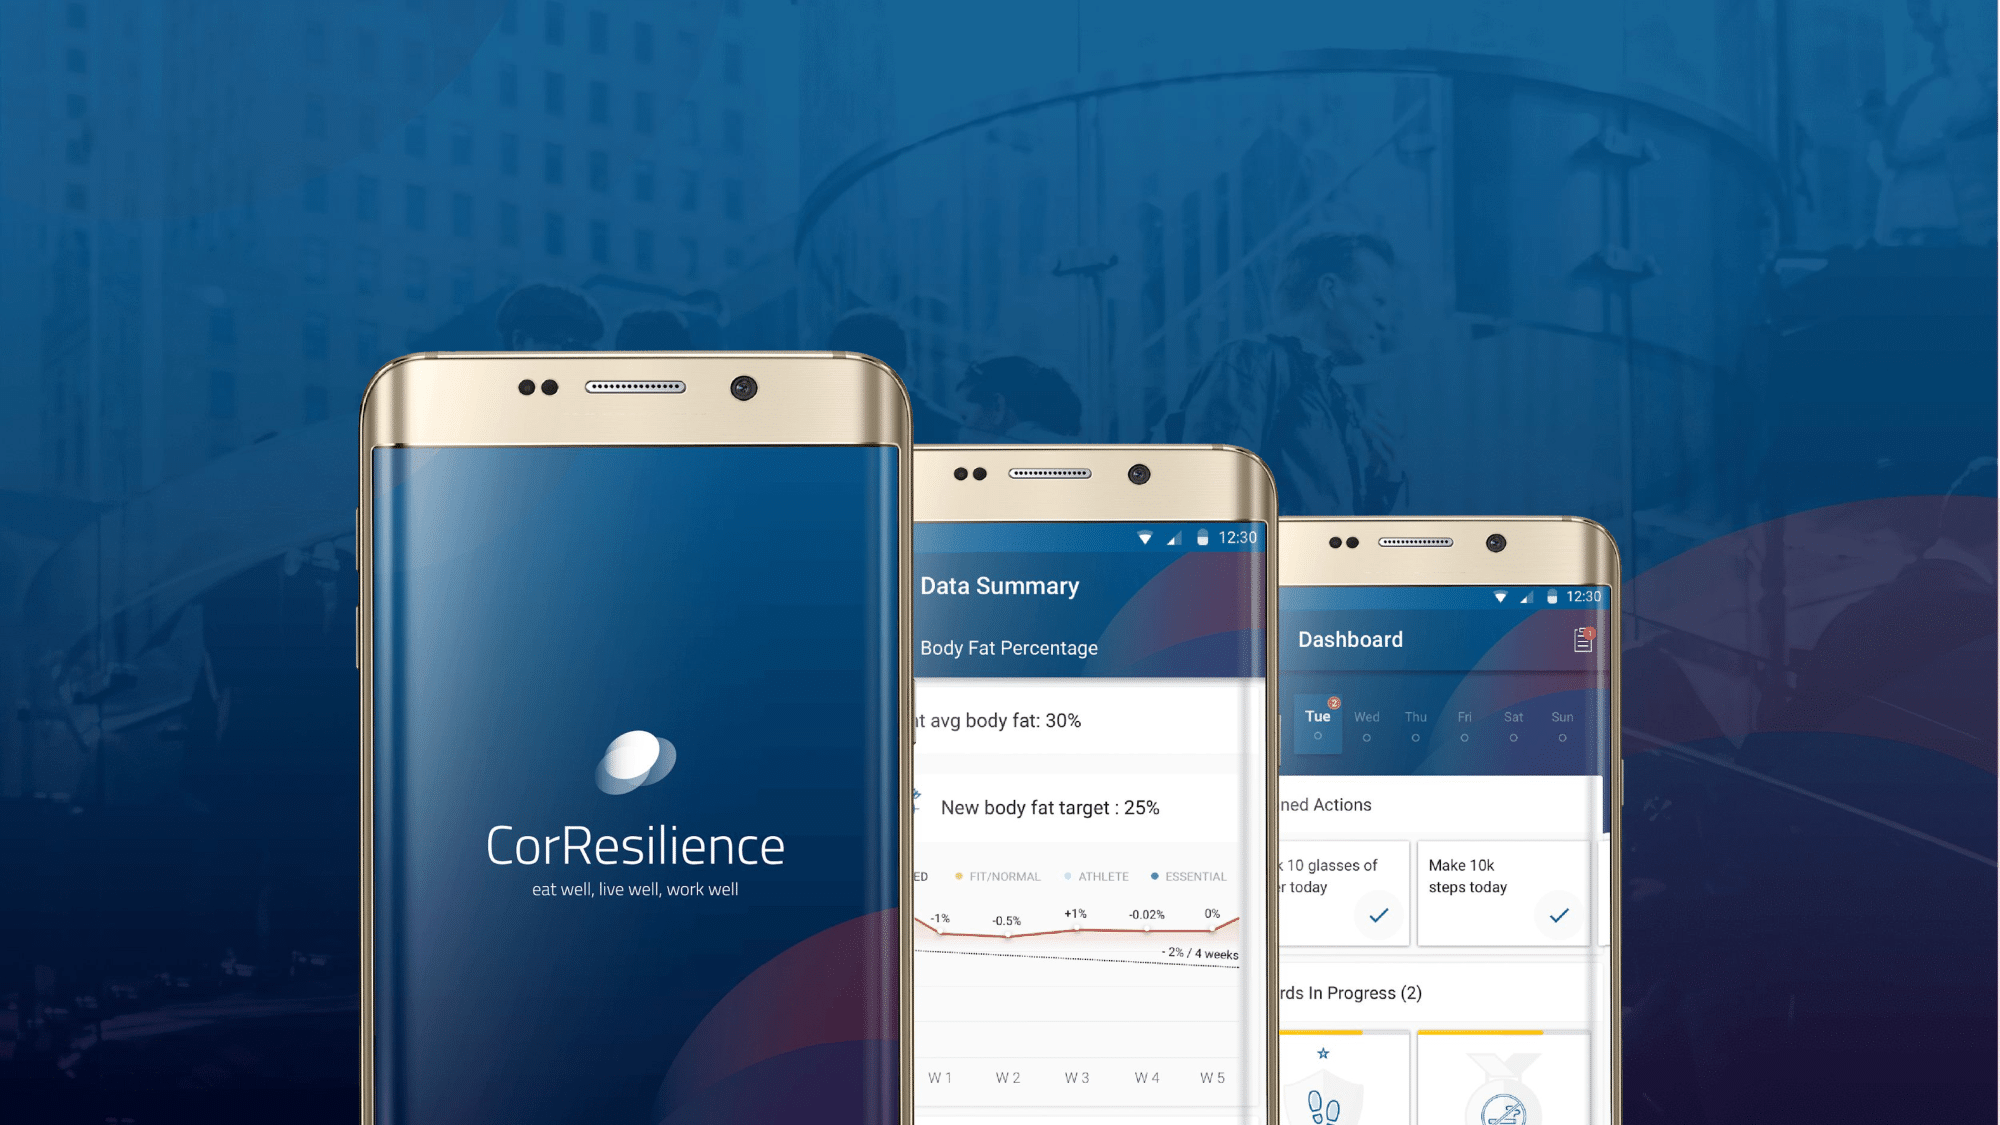 CorResilience
eat well, live well, work well
12:30
Data Summary
Body Fat Percentage
avg body fat: 30%
New body fat target : 25%
ED FIT/NORMAL ATHLETE ESSENTIAL
-1% -0.5% +1% -0.02% 0%
- 2% / 4 weeks
W 1 W 2 W 3 W 4 W 5
12:30
Dashboard
1
2
Tue Wed Thu Fri Sat Sun
ned Actions
10 glasses of
r today
Make 10k
steps today
rds In Progress (2)